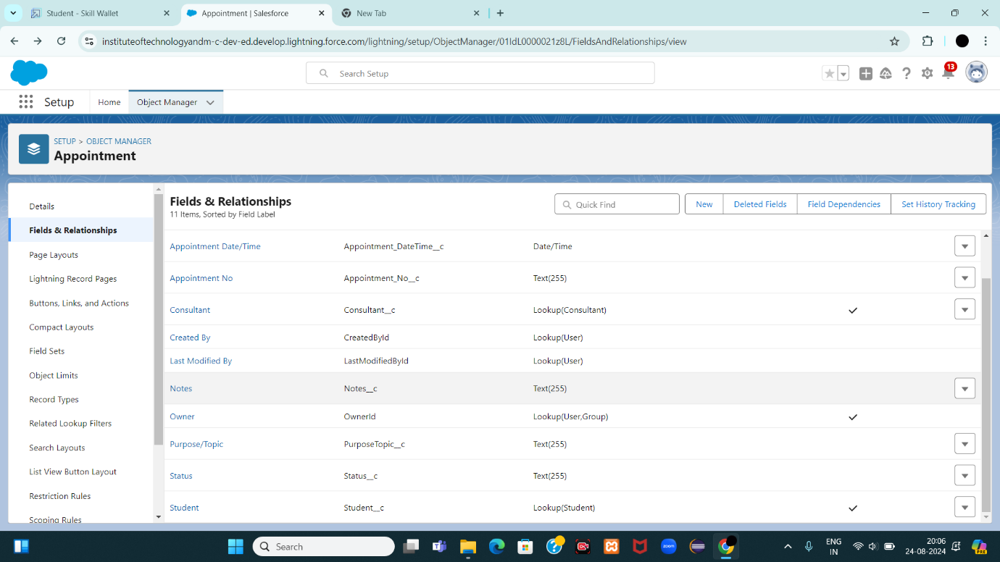 Student - Skill Wallet
Appointment | Salesforce
New Tab
instituteoftechnologyandm-c-dev-ed.develop.lightning.force.com/lightning/setup/ObjectManager/01IdL0000021z8L/FieldsAndRelationships/view
Search Setup
13
Setup
Home
Object Manager
SETUP > OBJECT MANAGER
Appointment
Details
Fields & Relationships
Page Layouts
Lightning Record Pages
Buttons, Links, and Actions
Compact Layouts
Field Sets
Object Limits
Record Types
Related Lookup Filters
Search Layouts
List View Button Layout
Restriction Rules
Scoping Rules
Fields & Relationships
11 Items, Sorted by Field Label
Quick Find
New
Deleted Fields
Field Dependencies
Set History Tracking
Appointment Date/Time Appointment_DateTime__c Date/Time
Appointment No Appointment_No__c Text(255)
Consultant Consultant__c Lookup(Consultant)
Created By CreatedById Lookup(User)
Last Modified By LastModifiedById Lookup(User)
Notes Notes__c Text(255)
Owner OwnerId Lookup(User,Group)
Purpose/Topic PurposeTopic__c Text(255)
Status Status__c Text(255)
Student Student__c Lookup(Student)
Search
zoom
ENG
IN
20:06
24-08-2024
PRE